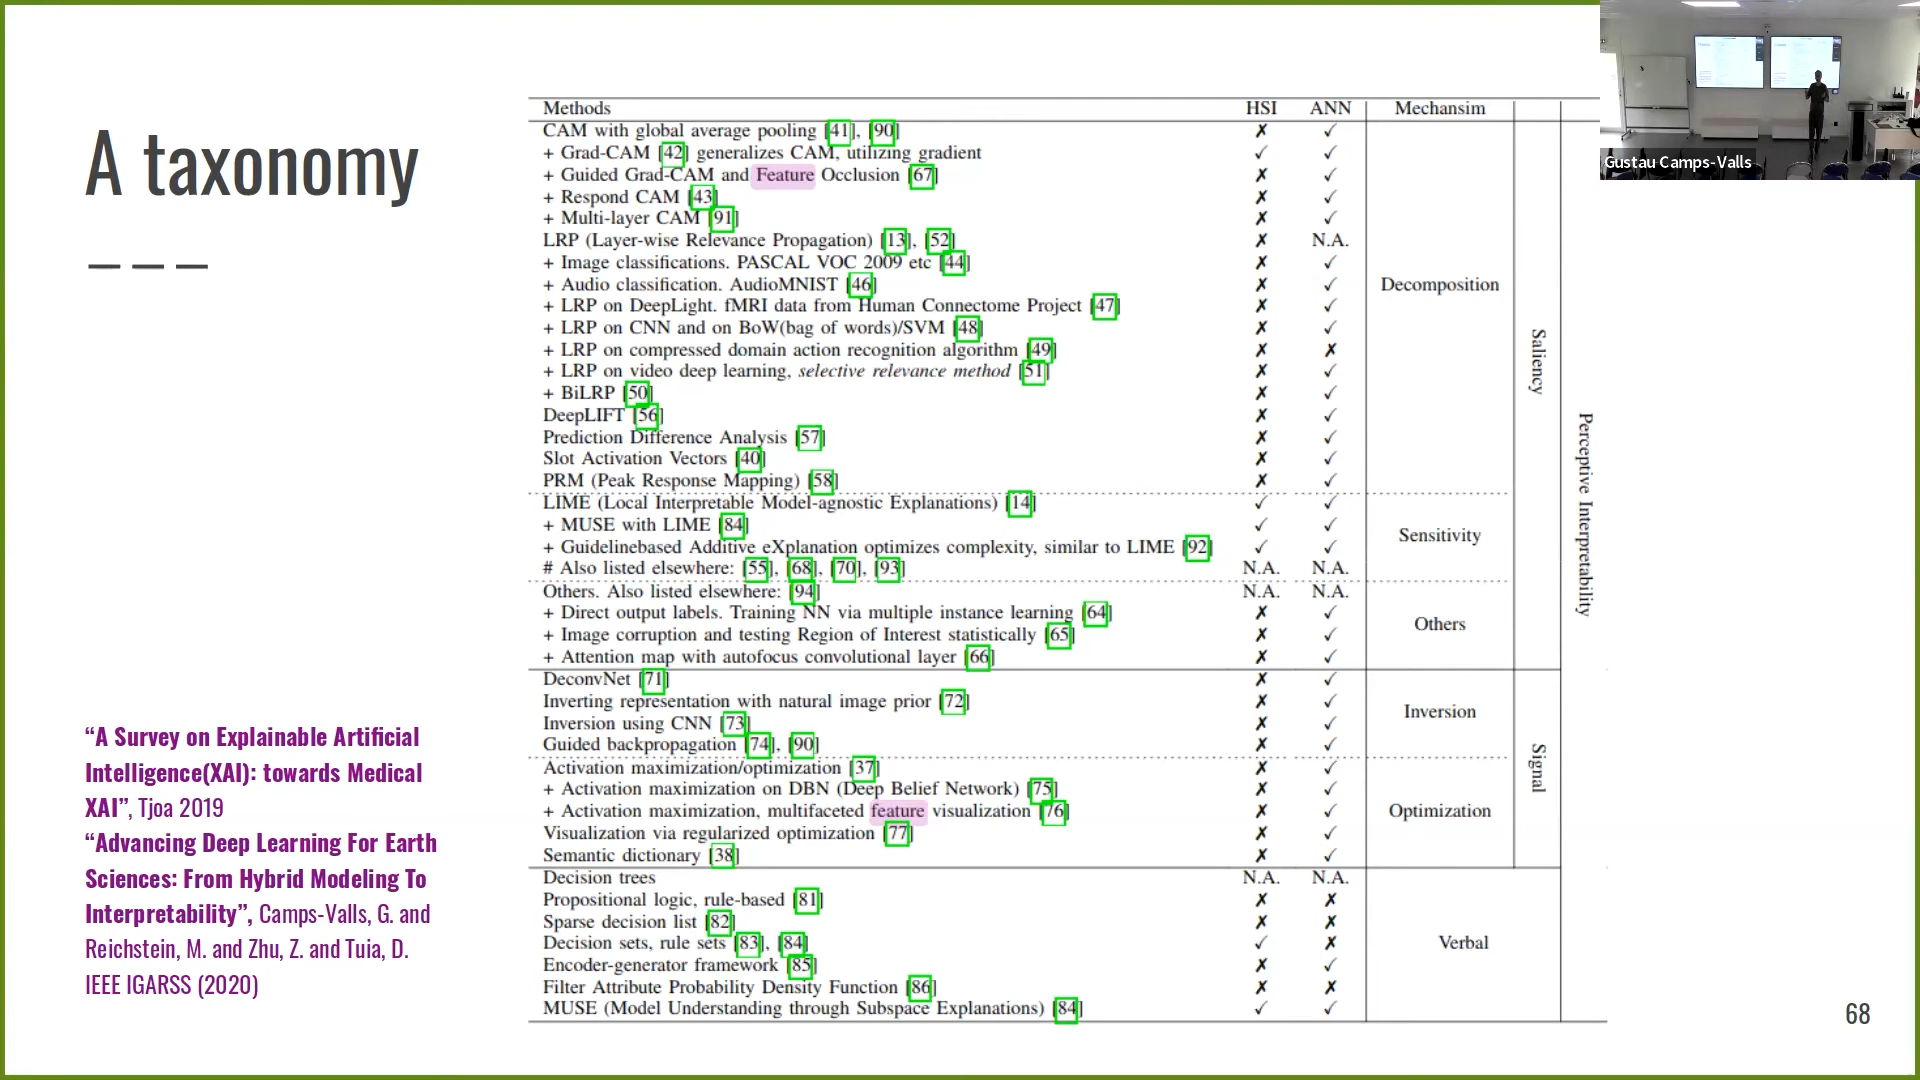 A taxonomy
Methods HSI ANN Mechansim
CAM with global average pooling [41], [90] ✗ ✓
+ Grad-CAM [42] generalizes CAM, utilizing gradient ✓ ✓
+ Guided Grad-CAM and Feature Occlusion [67] ✗ ✓
+ Respond CAM [43] ✗ ✓
+ Multi-layer CAM [91] ✗ ✓
LRP (Layer-wise Relevance Propagation) [13], [52] ✗ N.A.
+ Image classifications. PASCAL VOC 2009 etc [44] ✗ ✓
+ Audio classification. AudioMNIST [46] ✗ ✓
+ LRP on DeepLight. fMRI data from Human Connectome Project [47] ✗ ✓
+ LRP on CNN and on BoW(bag of words)/SVM [48] ✗ ✓
+ LRP on compressed domain action recognition algorithm [49] ✗ ✗
+ LRP on video deep learning, selective relevance method [51] ✗ ✓
+ BiLRP [50] ✗ ✓
DeepLIFT [56] ✗ ✓
Prediction Difference Analysis [57] ✗ ✓
Slot Activation Vectors [40] ✗ ✓
PRM (Peak Response Mapping) [58] ✗ ✓
Decomposition
LIME (Local Interpretable Model-agnostic Explanations) [14] ✓ ✓
+ MUSE with LIME [84] ✓ ✓
+ Guidelinebased Additive eXplanation optimizes complexity, similar to LIME [92] ✓ ✓
# Also listed elsewhere: [55], [68], [70], [93] N.A. N.A.
Sensitivity
Others. Also listed elsewhere: [94] N.A. N.A.
+ Direct output labels. Training NN via multiple instance learning [64] ✗ ✓
+ Image corruption and testing Region of Interest statistically [65] ✗ ✓
+ Attention map with autofocus convolutional layer [66] ✗ ✓
Others
Saliency
DeconvNet [71] ✗ ✓
Inverting representation with natural image prior [72] ✗ ✓
Inversion using CNN [73] ✗ ✓
Guided backpropagation [74], [90] ✗ ✓
Inversion
Activation maximization/optimization [37] ✗ ✓
+ Activation maximization on DBN (Deep Belief Network) [75] ✗ ✓
+ Activation maximization, multifaceted feature visualization [76] ✗ ✓
Visualization via regularized optimization [77] ✗ ✓
Semantic dictionary [38] ✗ ✓
Optimization
Signal
Decision trees N.A. N.A.
Propositional logic, rule-based [81] ✗ ✗
Sparse decision list [82] ✗ ✗
Decision sets, rule sets [83], [84] ✓ ✗
Encoder-generator framework [85] ✗ ✓
Filter Attribute Probability Density Function [86] ✗ ✗
MUSE (Model Understanding through Subspace Explanations) [84] ✓ ✓
Verbal
Perceptive Interpretability
“A Survey on Explainable Artificial
Intelligence(XAI): towards Medical
XAI”, Tjoa 2019
“Advancing Deep Learning For Earth
Sciences: From Hybrid Modeling To
Interpretability”, Camps-Valls, G. and
Reichstein, M. and Zhu, Z. and Tuia, D.
IEEE IGARSS (2020)
Gustau Camps-Valls
68